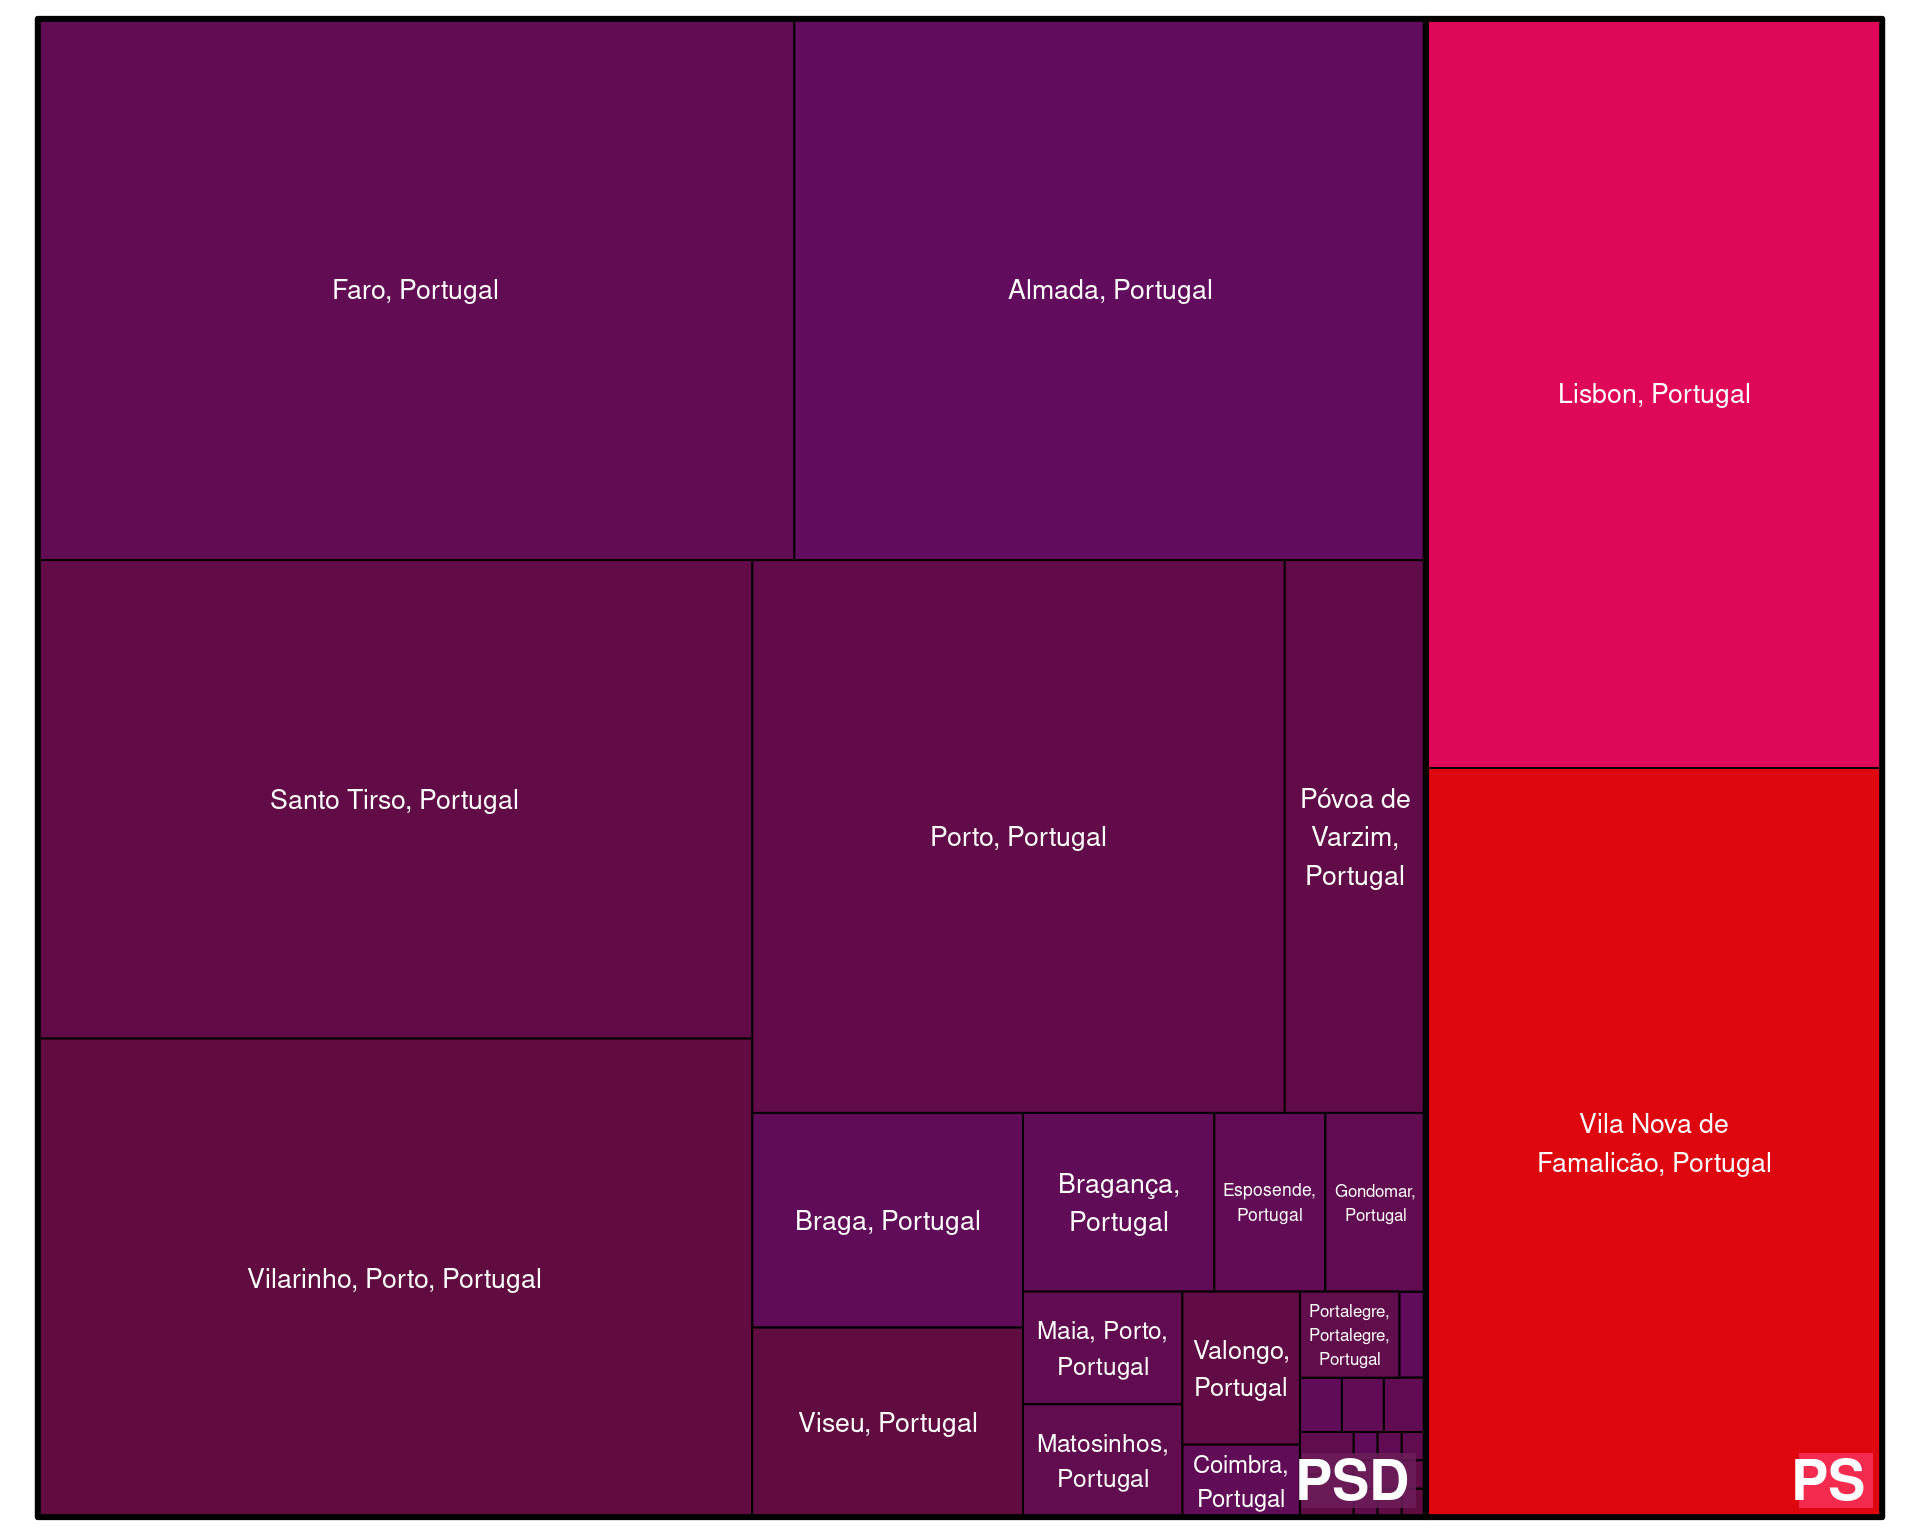 Faro, Portugal
Almada, Portugal
Lisbon, Portugal
Santo Tirso, Portugal
Porto, Portugal
Póvoa de
Varzim,
Portugal
Vila Nova de
Famalicão, Portugal
Vilarinho, Porto, Portugal
Braga, Portugal
Bragança,
Portugal
Esposende,
Portugal
Gondomar,
Portugal
Viseu, Portugal
Maia, Porto,
Portugal
Valongo,
Portugal
Portalegre,
Portalegre,
Portugal
Matosinhos,
Portugal
Coimbra,
Portugal
PSD
PS